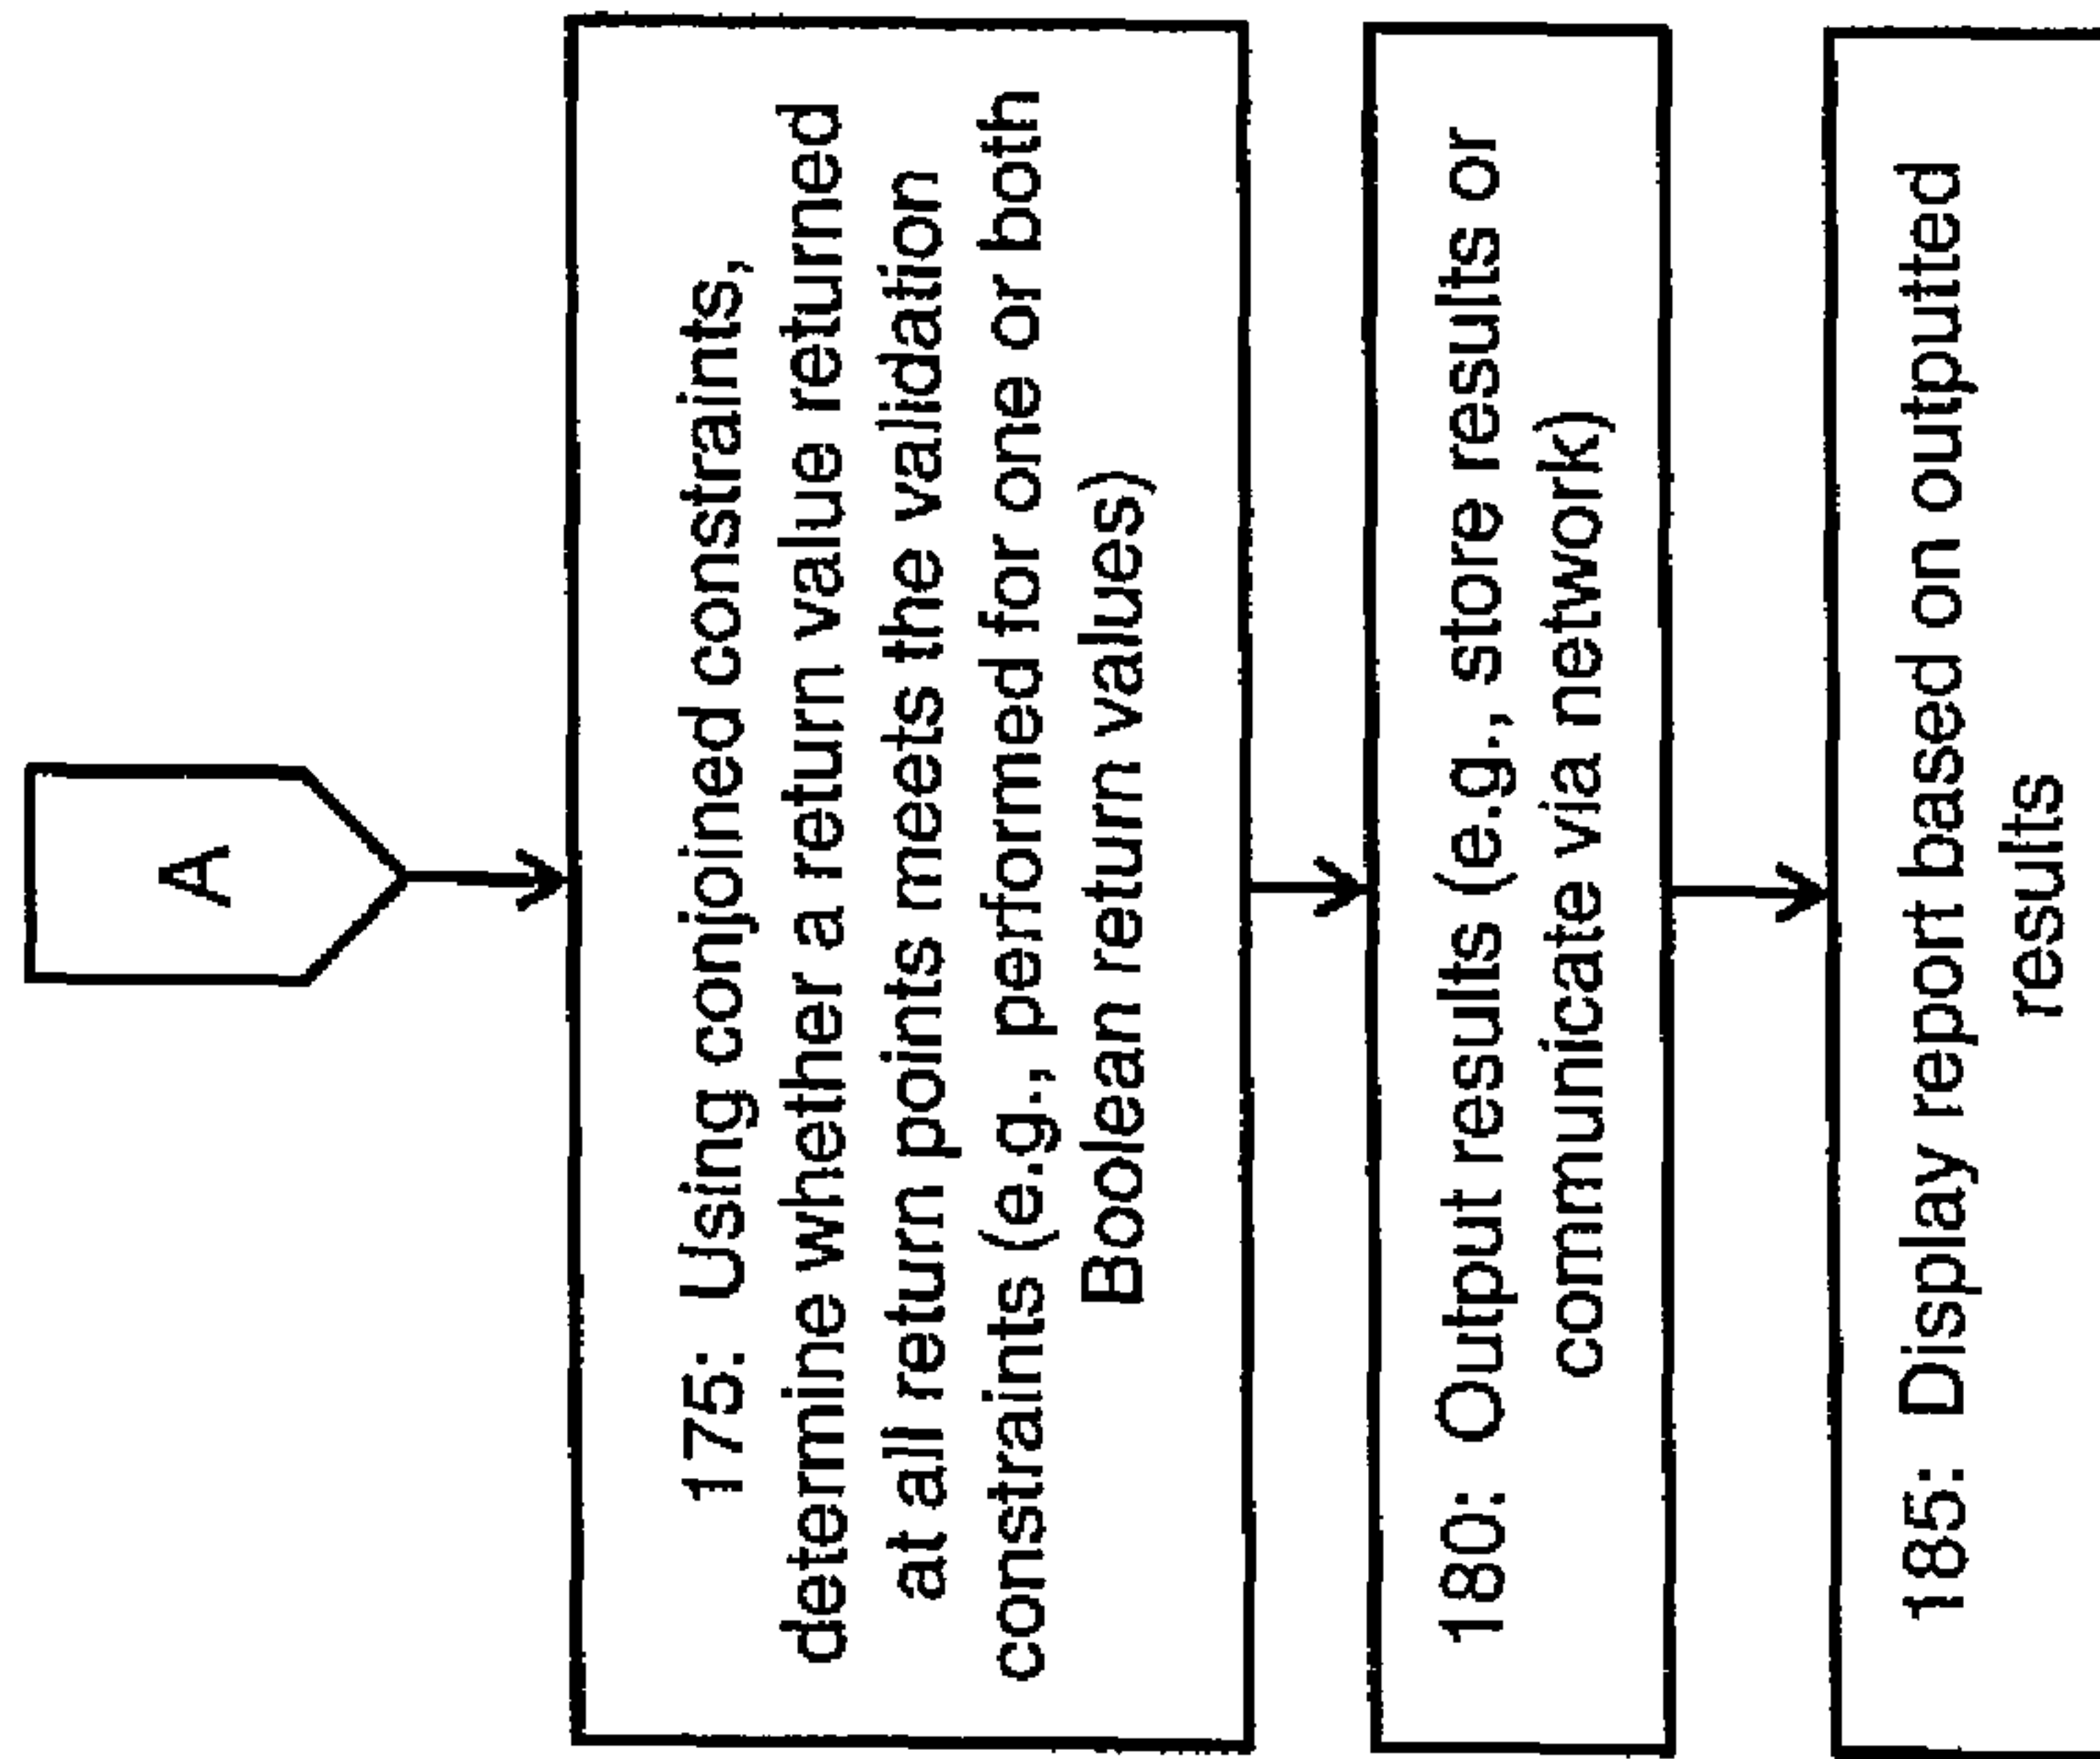 A
175: Using conjoined constraints,
determine whether a return value returned
at all return points meets the validation
constraints (e.g., performed for one or both
Boolean return values)
180: Output results (e.g., store results or
communicate via network)
185: Display report based on outputted
results